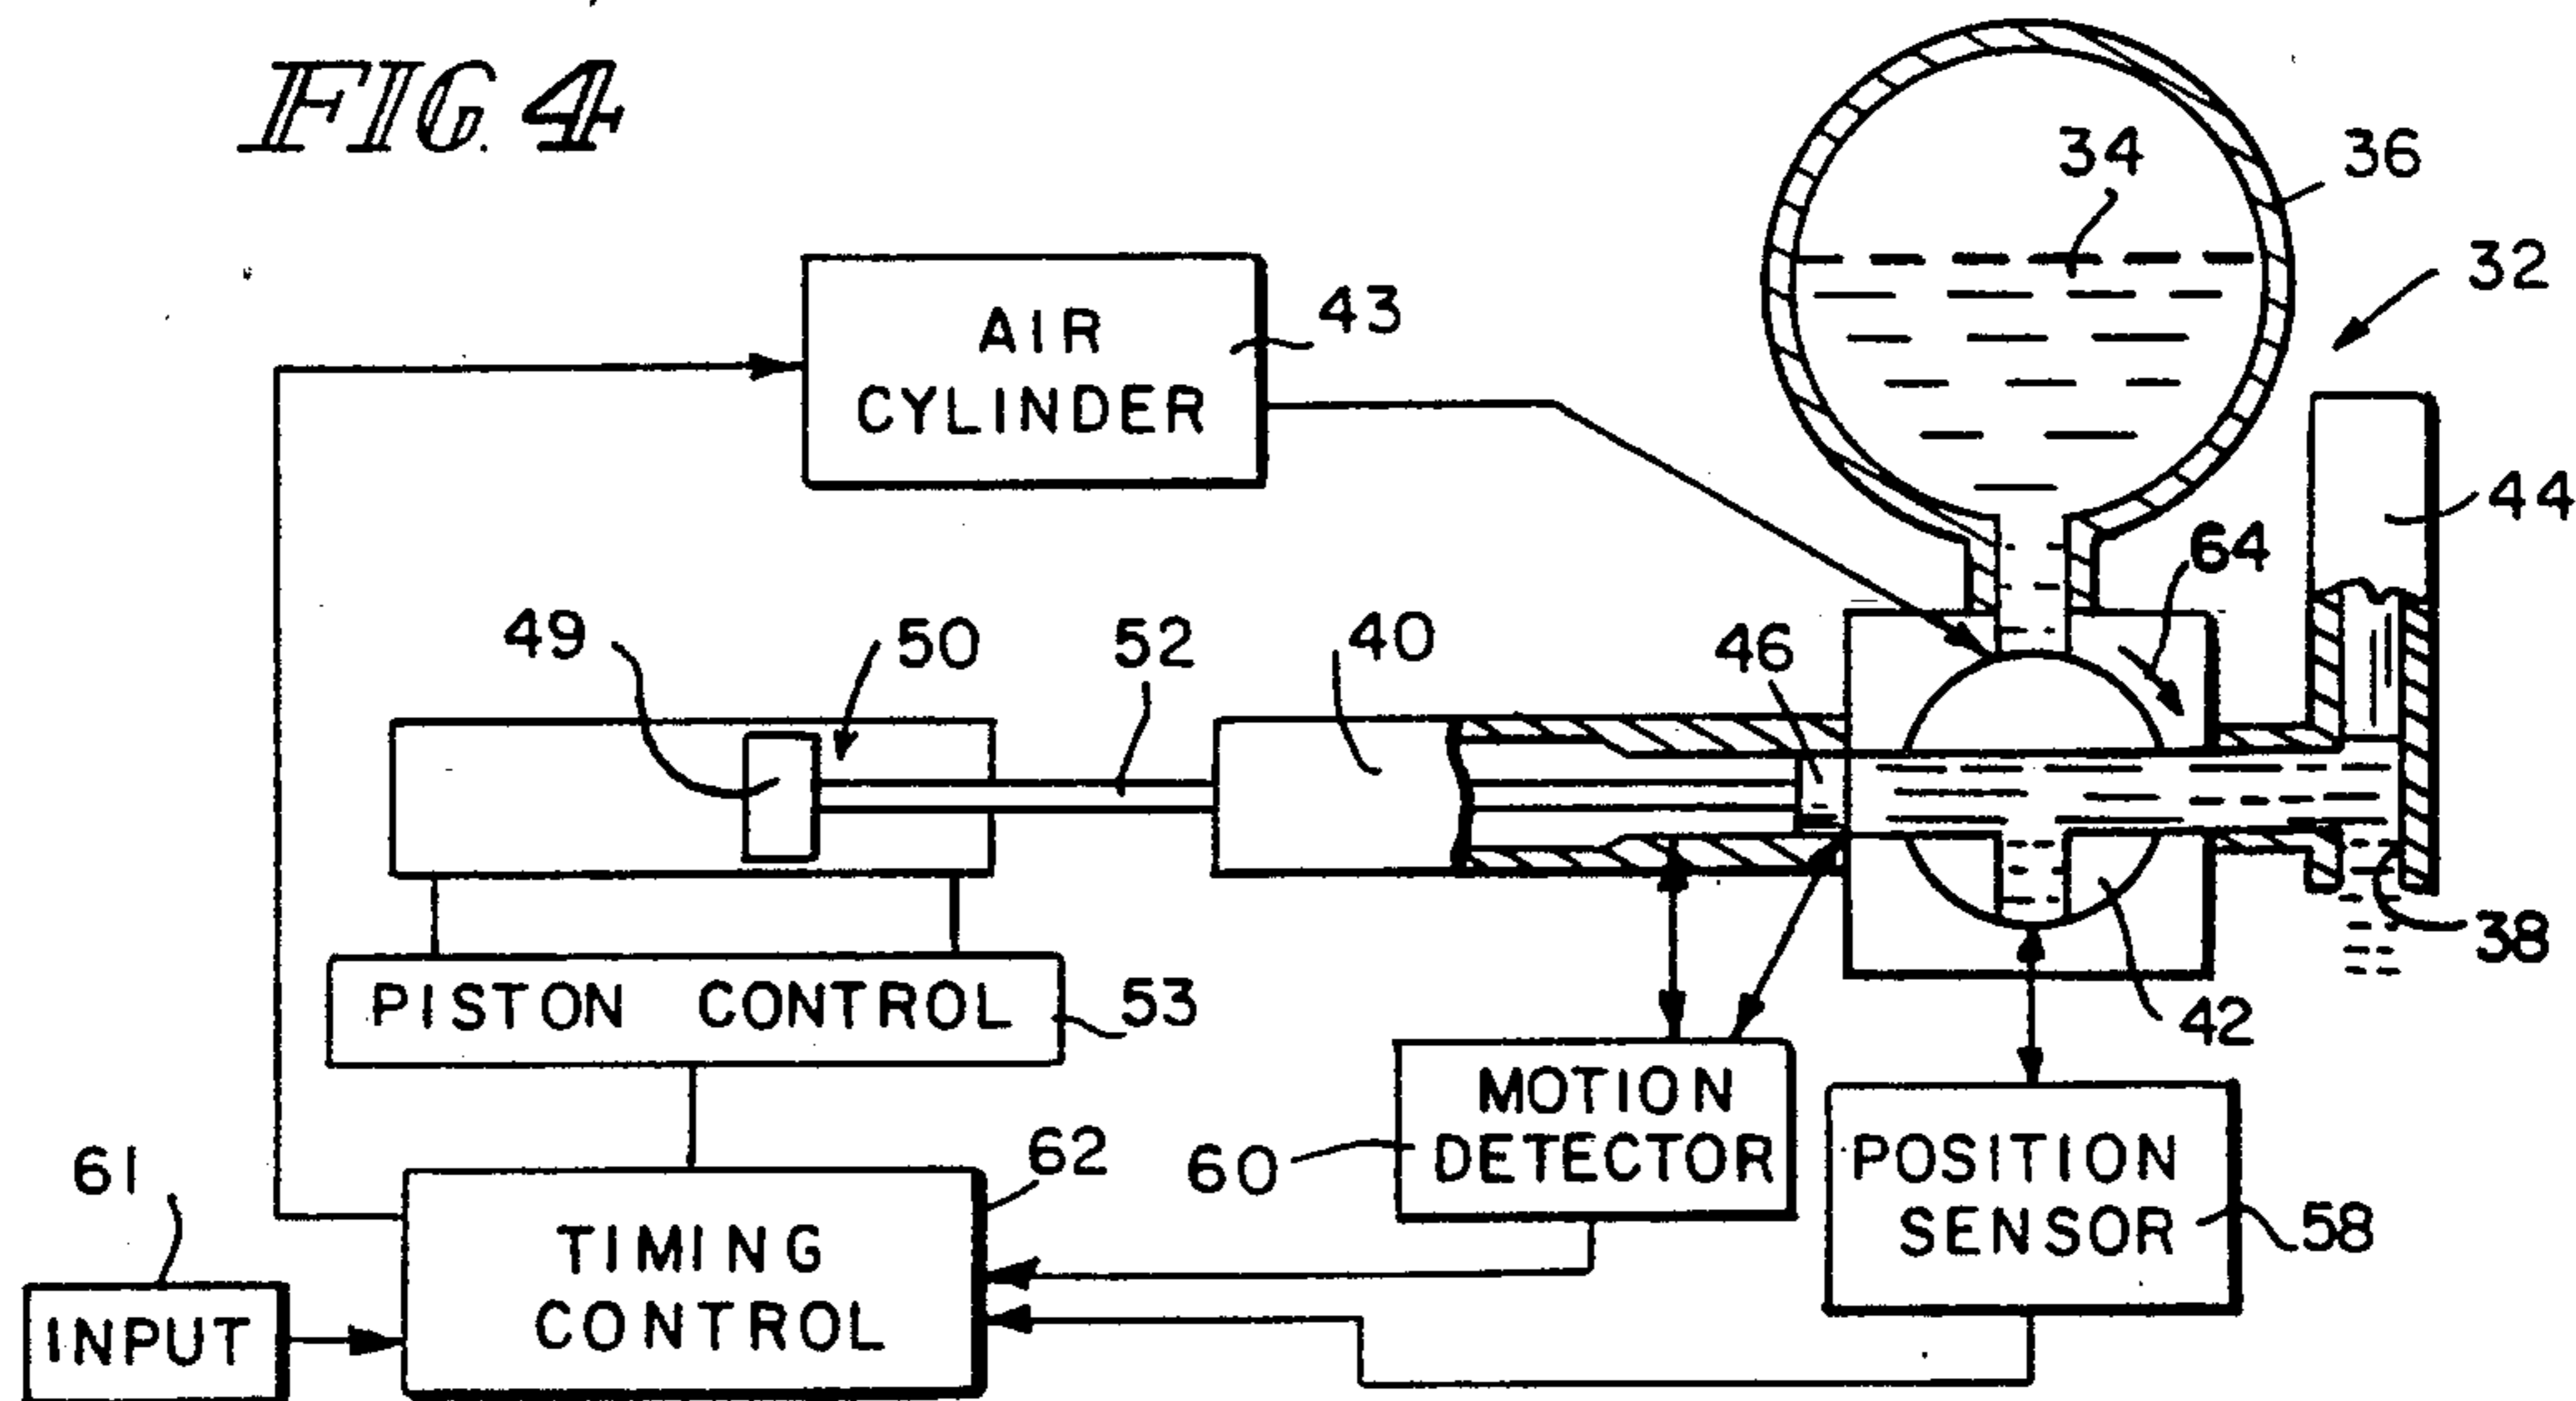 FIG. 4
34
36
32
AIR
CYLINDER
43
44
64
49
50
52
40
46
38
42
PISTON CONTROL
53
MOTION
DETECTOR
60
POSITION
SENSOR
58
61
62
TIMING
CONTROL
INPUT